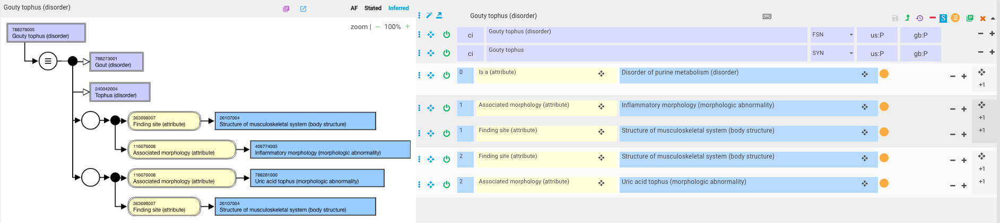 Gouty tophus (disorder)
AF Stated Inferred
zoom | − 100% +
788278005
Gouty tophus (disorder)
788273001
Gout (disorder)
240042004
Tophus (disorder)
363698007
Finding site (attribute)
26107004
Structure of musculoskeletal system (body structure)
116676008
Associated morphology (attribute)
409774005
Inflammatory morphology (morphologic abnormality)
116676008
Associated morphology (attribute)
788281000
Uric acid tophus (morphologic abnormality)
363698007
Finding site (attribute)
26107004
Structure of musculoskeletal system (body structure)
Gouty tophus (disorder)
S
ci Gouty tophus (disorder) FSN us:P gb:P
ci Gouty tophus SYN us:P gb:P
0 Is a (attribute) Disorder of purine metabolism (disorder)
+1
1 Associated morphology (attribute) Inflammatory morphology (morphologic abnormality)
+1
1 Finding site (attribute) Structure of musculoskeletal system (body structure)
+1
2 Finding site (attribute) Structure of musculoskeletal system (body structure)
+1
2 Associated morphology (attribute) Uric acid tophus (morphologic abnormality)
+1